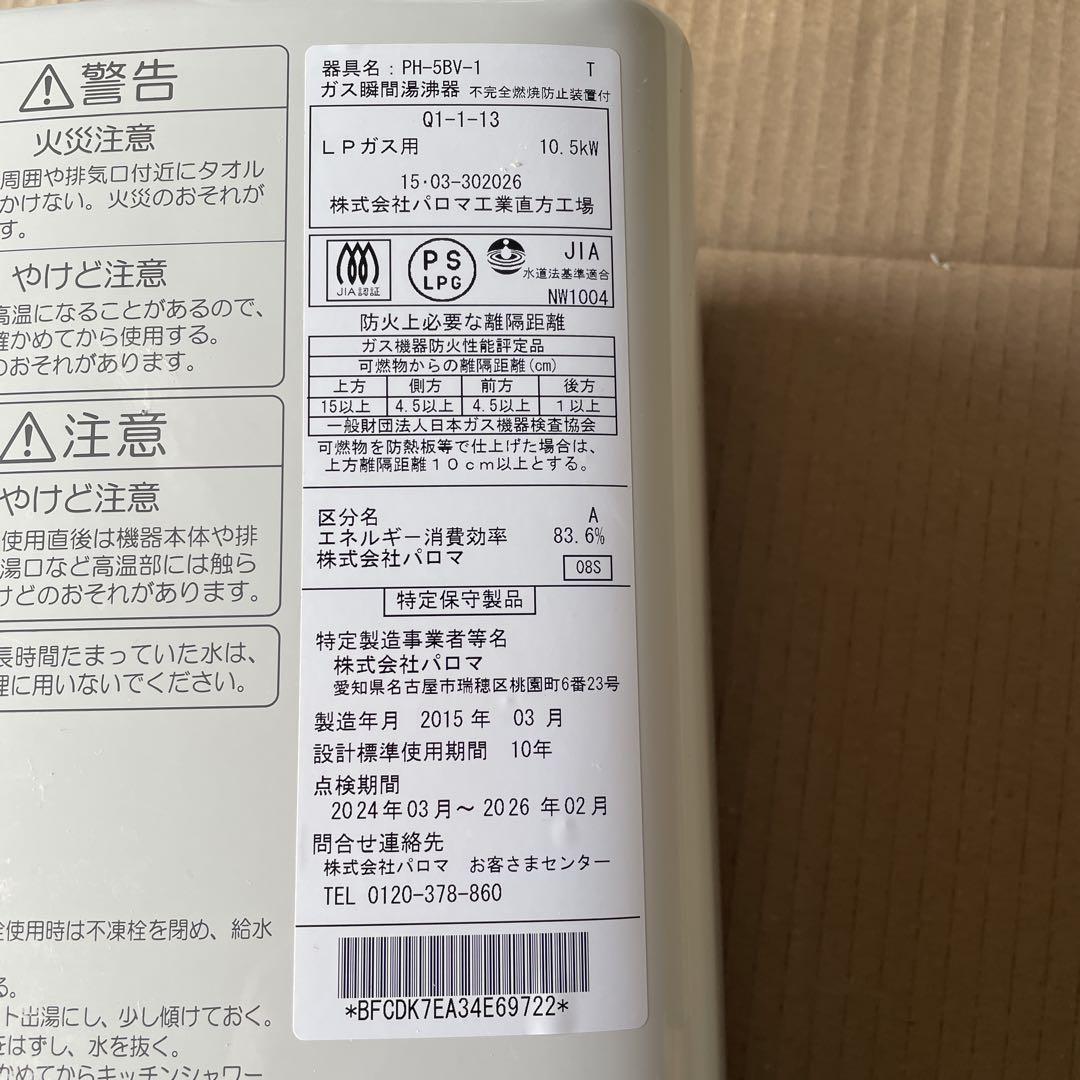 警告
火災注意
周囲や排気口付近にタオル
かけない。火災のおそれが
す。
やけど注意
高温になることがあるので、
確かめてから使用する。
のおそれがあります。
注意
やけど注意
使用直後は機器本体や排
湯口など高温部には触ら
けどのおそれがあります。
長時間たまっていた水は、
理に用いないでください。
栓使用時は不凍栓を閉め、給水
る。
ト出湯にし、少し傾けておく。
をはずし、水を抜く。
かめてからキッチンシャワー
器具名：PH-5BV-1 T
ガス瞬間湯沸器 不完全燃焼防止装置付
Q1-1-13
LPガス用 10.5kW
15・03-302026
株式会社パロマ工業直方工場
JIA認証
PS
LPG
JIA
水道法基準適合
NW1004
防火上必要な離隔距離
ガス機器防火性能評定品
可燃物からの離隔距離(cm)
上方 側方 前方 後方
15以上 4.5以上 4.5以上 1以上
一般財団法人日本ガス機器検査協会
可燃物を防熱板等で仕上げた場合は、
上方離隔距離10cm以上とする。
区分名 A
エネルギー消費効率 83.6%
株式会社パロマ 08S
特定保守製品
特定製造事業者等名
株式会社パロマ
愛知県名古屋市瑞穂区桃園町6番23号
製造年月 2015年 03月
設計標準使用期間 10年
点検期間
2024年03月～2026年02月
問合せ連絡先
株式会社パロマ お客さまセンター
TEL 0120-378-860
*BFCDK7EA34E69722*